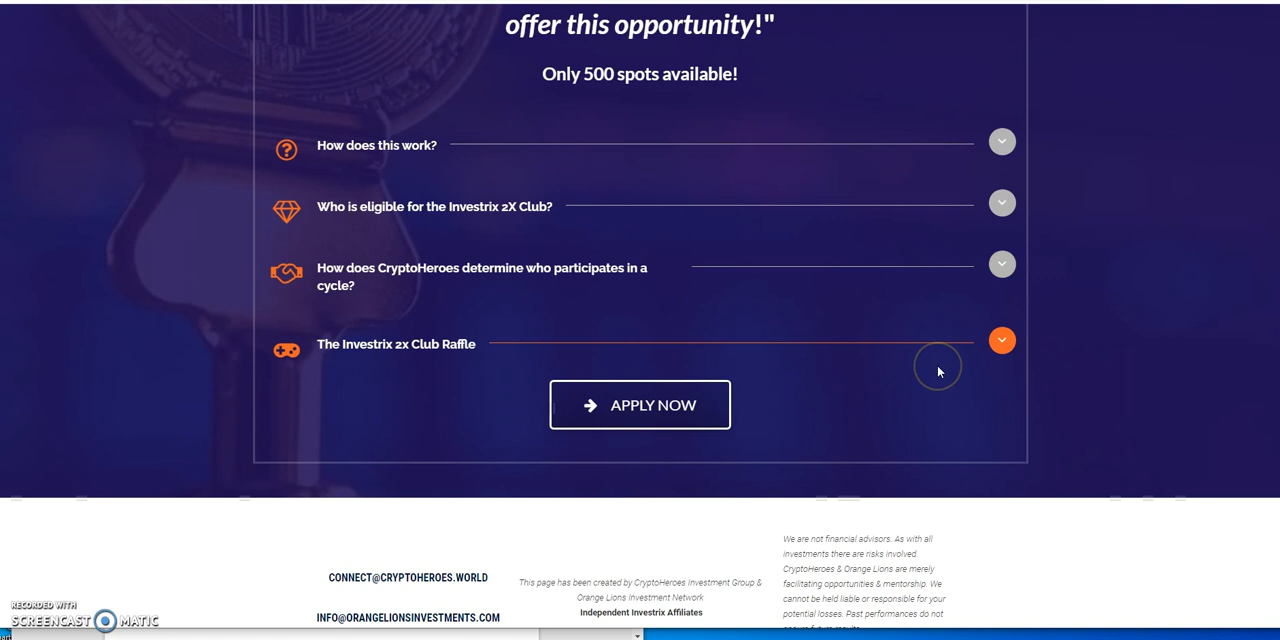 offer this opportunity!"
Only 500 spots available!
How does this work?
Who is eligible for the Investrix 2X Club?
How does CryptoHeroes determine who participates in a
cycle?
The Investrix 2x Club Raffle
APPLY NOW
CONNECT@CRYPTOHEROES.WORLD
INFO@ORANGELIONSINVESTMENTS.COM
This page has been created by CryptoHeroes Investment Group &
Orange Lions Investment Network
Independent Investrix Affiliates
We are not financial advisors. As with all
investments there are risks involved.
CryptoHeroes & Orange Lions are merely
facilitating opportunities & mentorship. We
cannot be held liable or responsible for your
potential losses. Past performances do not
RECORDED WITH
SCREENCAST MATIC